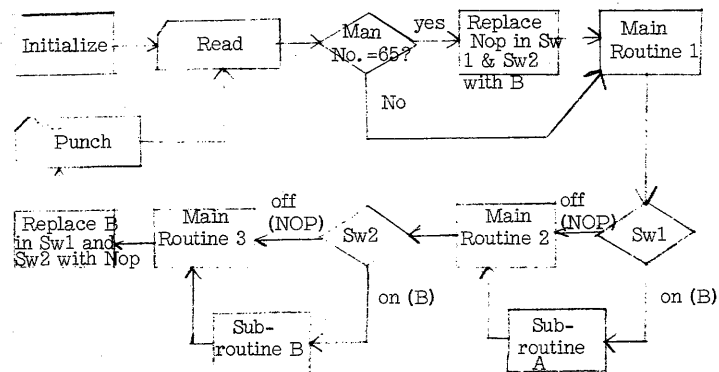 Initialize
Read
Man
No.=65?
yes
No
Replace
Nop in Sw
1 & Sw2
with B
Main
Routine 1
Punch
Replace B
in Sw1 and
Sw2 with Nop
Main
Routine 3
off
(NOP)
Sw2
on (B)
Sub-
routine B
Main
Routine 2
off
(NOP)
Sw1
on (B)
Sub-
routine
A